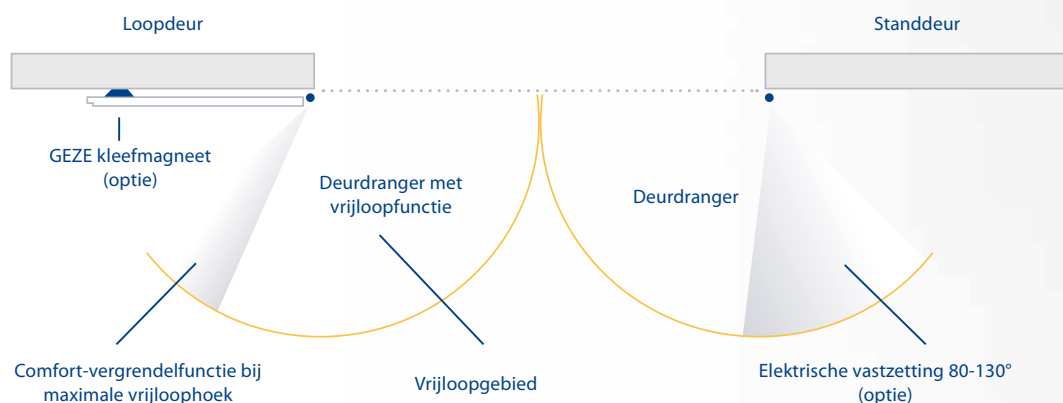 Loopdeur
Standdeur
GEZE kleefmagneet
(optie)
Deurdranger met
vrijloopfunctie
Deurdranger
Comfort-vergrendelfunctie bij
maximale vrijloophoek
Vrijloopgebied
Elektrische vastzetting 80-130°
(optie)